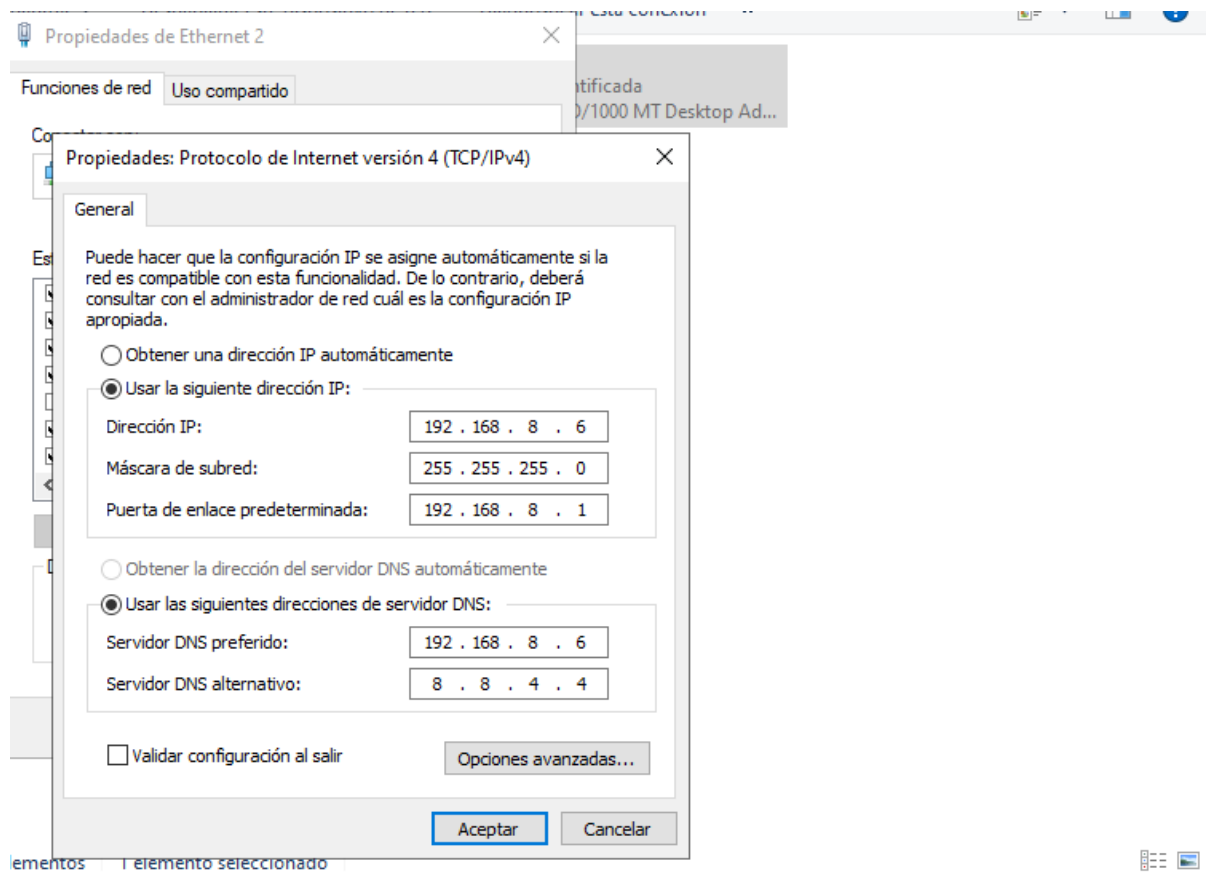 Propiedades de Ethernet 2
Funciones de red
Uso compartido
/1000 MT Desktop Ad...
Propiedades: Protocolo de Internet versión 4 (TCP/IPv4)
General
Puede hacer que la configuración IP se asigne automáticamente si la
red es compatible con esta funcionalidad. De lo contrario, deberá
consultar con el administrador de red cuál es la configuración IP
apropiada.
Obtener una dirección IP automáticamente
Usar la siguiente dirección IP:
Dirección IP: 192 . 168 . 8 . 6
Máscara de subred: 255 . 255 . 255 . 0
Puerta de enlace predeterminada: 192 . 168 . 8 . 1
Obtener la dirección del servidor DNS automáticamente
Usar las siguientes direcciones de servidor DNS:
Servidor DNS preferido: 192 . 168 . 8 . 6
Servidor DNS alternativo: 8 . 8 . 4 . 4
Validar configuración al salir
Opciones avanzadas...
Aceptar
Cancelar
1 elemento seleccionado